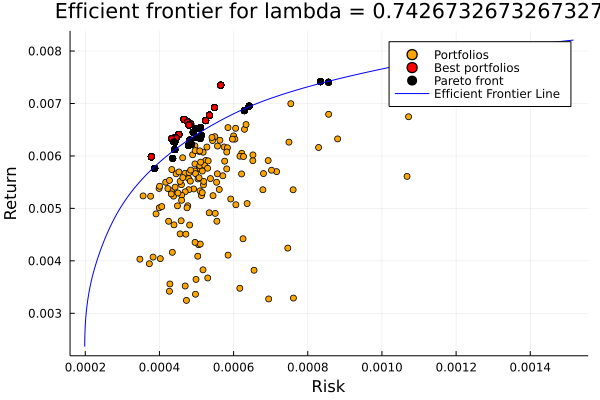 Efficient frontier for lambda = 0.7426732673267327
Portfolios
Best portfolios
Pareto front
Efficient Frontier Line
Return
0.008
0.007
0.006
0.005
0.004
0.003
0.0002 0.0004 0.0006 0.0008 0.0010 0.0012 0.0014
Risk